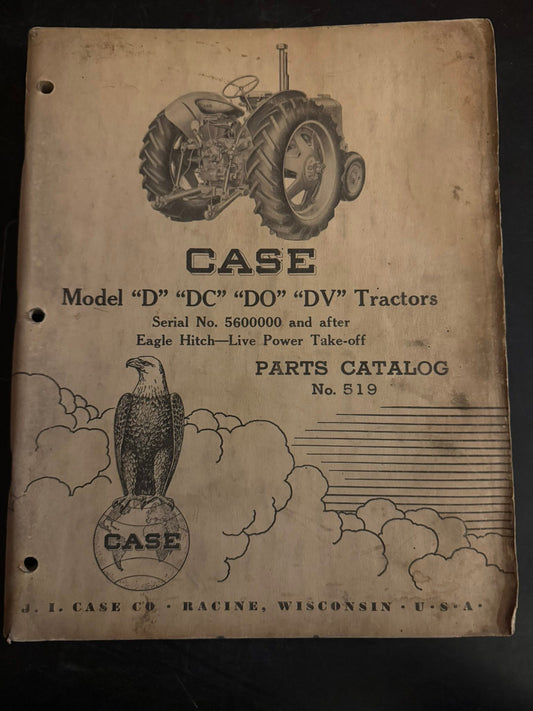 CASE
Model "D" "DC" "DO" "DV" Tractors
Serial No. 5600000 and after
Eagle Hitch—Live Power Take-off
PARTS CATALOG
No. 519
CASE
J. I. CASE CO · RACINE, WISCONSIN · U·S·A·